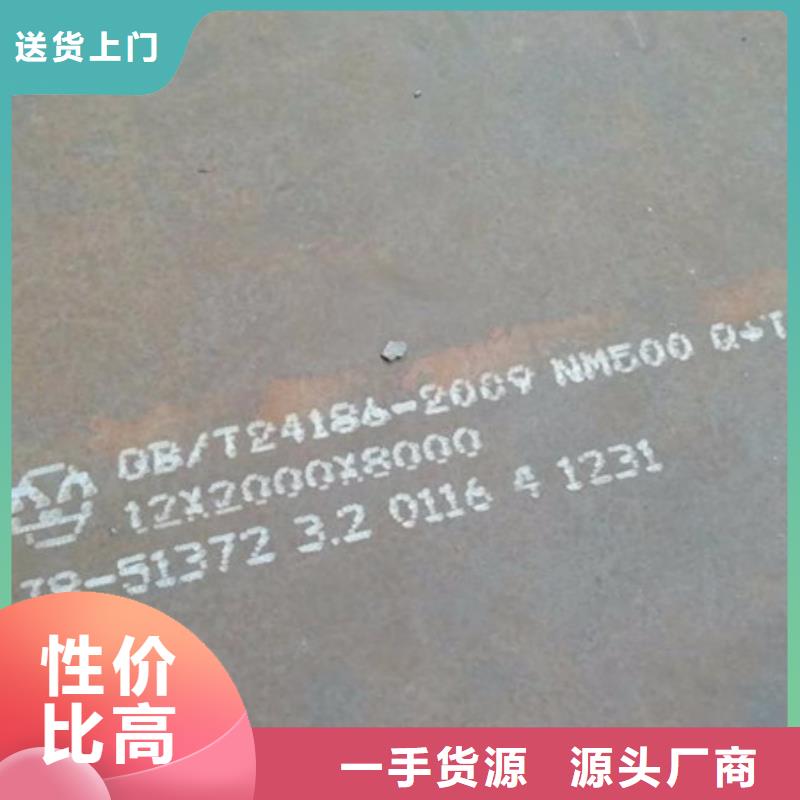 送货上门
GB/T24186-2009 NM500 Q+T
12X2000X8000
-51372 3.2 0116 4 1231
性价
比高
一手货源 源头厂商